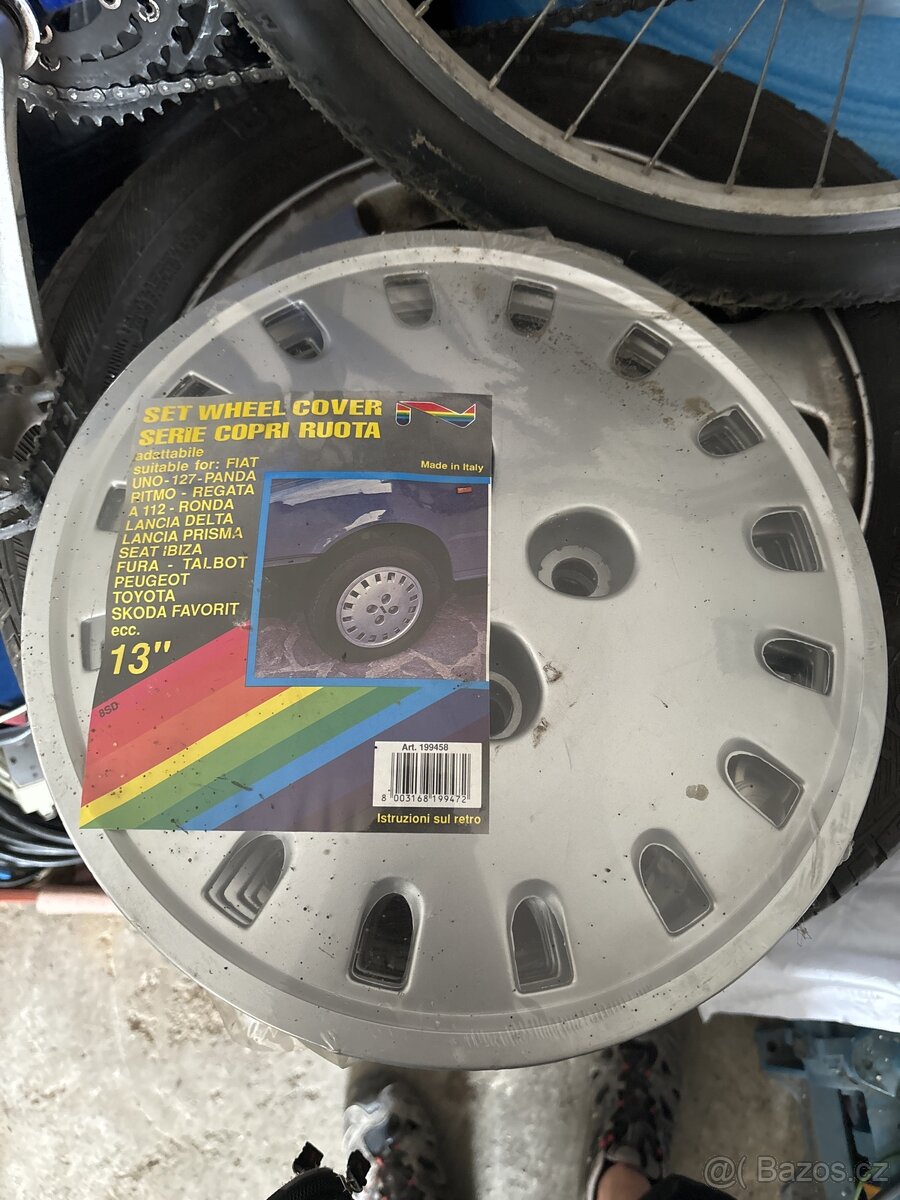 SET WHEEL COVER
SERIE COPRI RUOTA
adattabile
suitable for: FIAT
UNO-127-PANDA
RITMO - REGATA
A 112 - RONDA
LANCIA DELTA
LANCIA PRISMA
SEAT IBIZA
FURA - TALBOT
PEUGEOT
TOYOTA
SKODA FAVORIT
ecc.
13"
Made in Italy
8SD
Art. 199458
8 003168 199472
Istruzioni sul retro
@( Bazos.cz